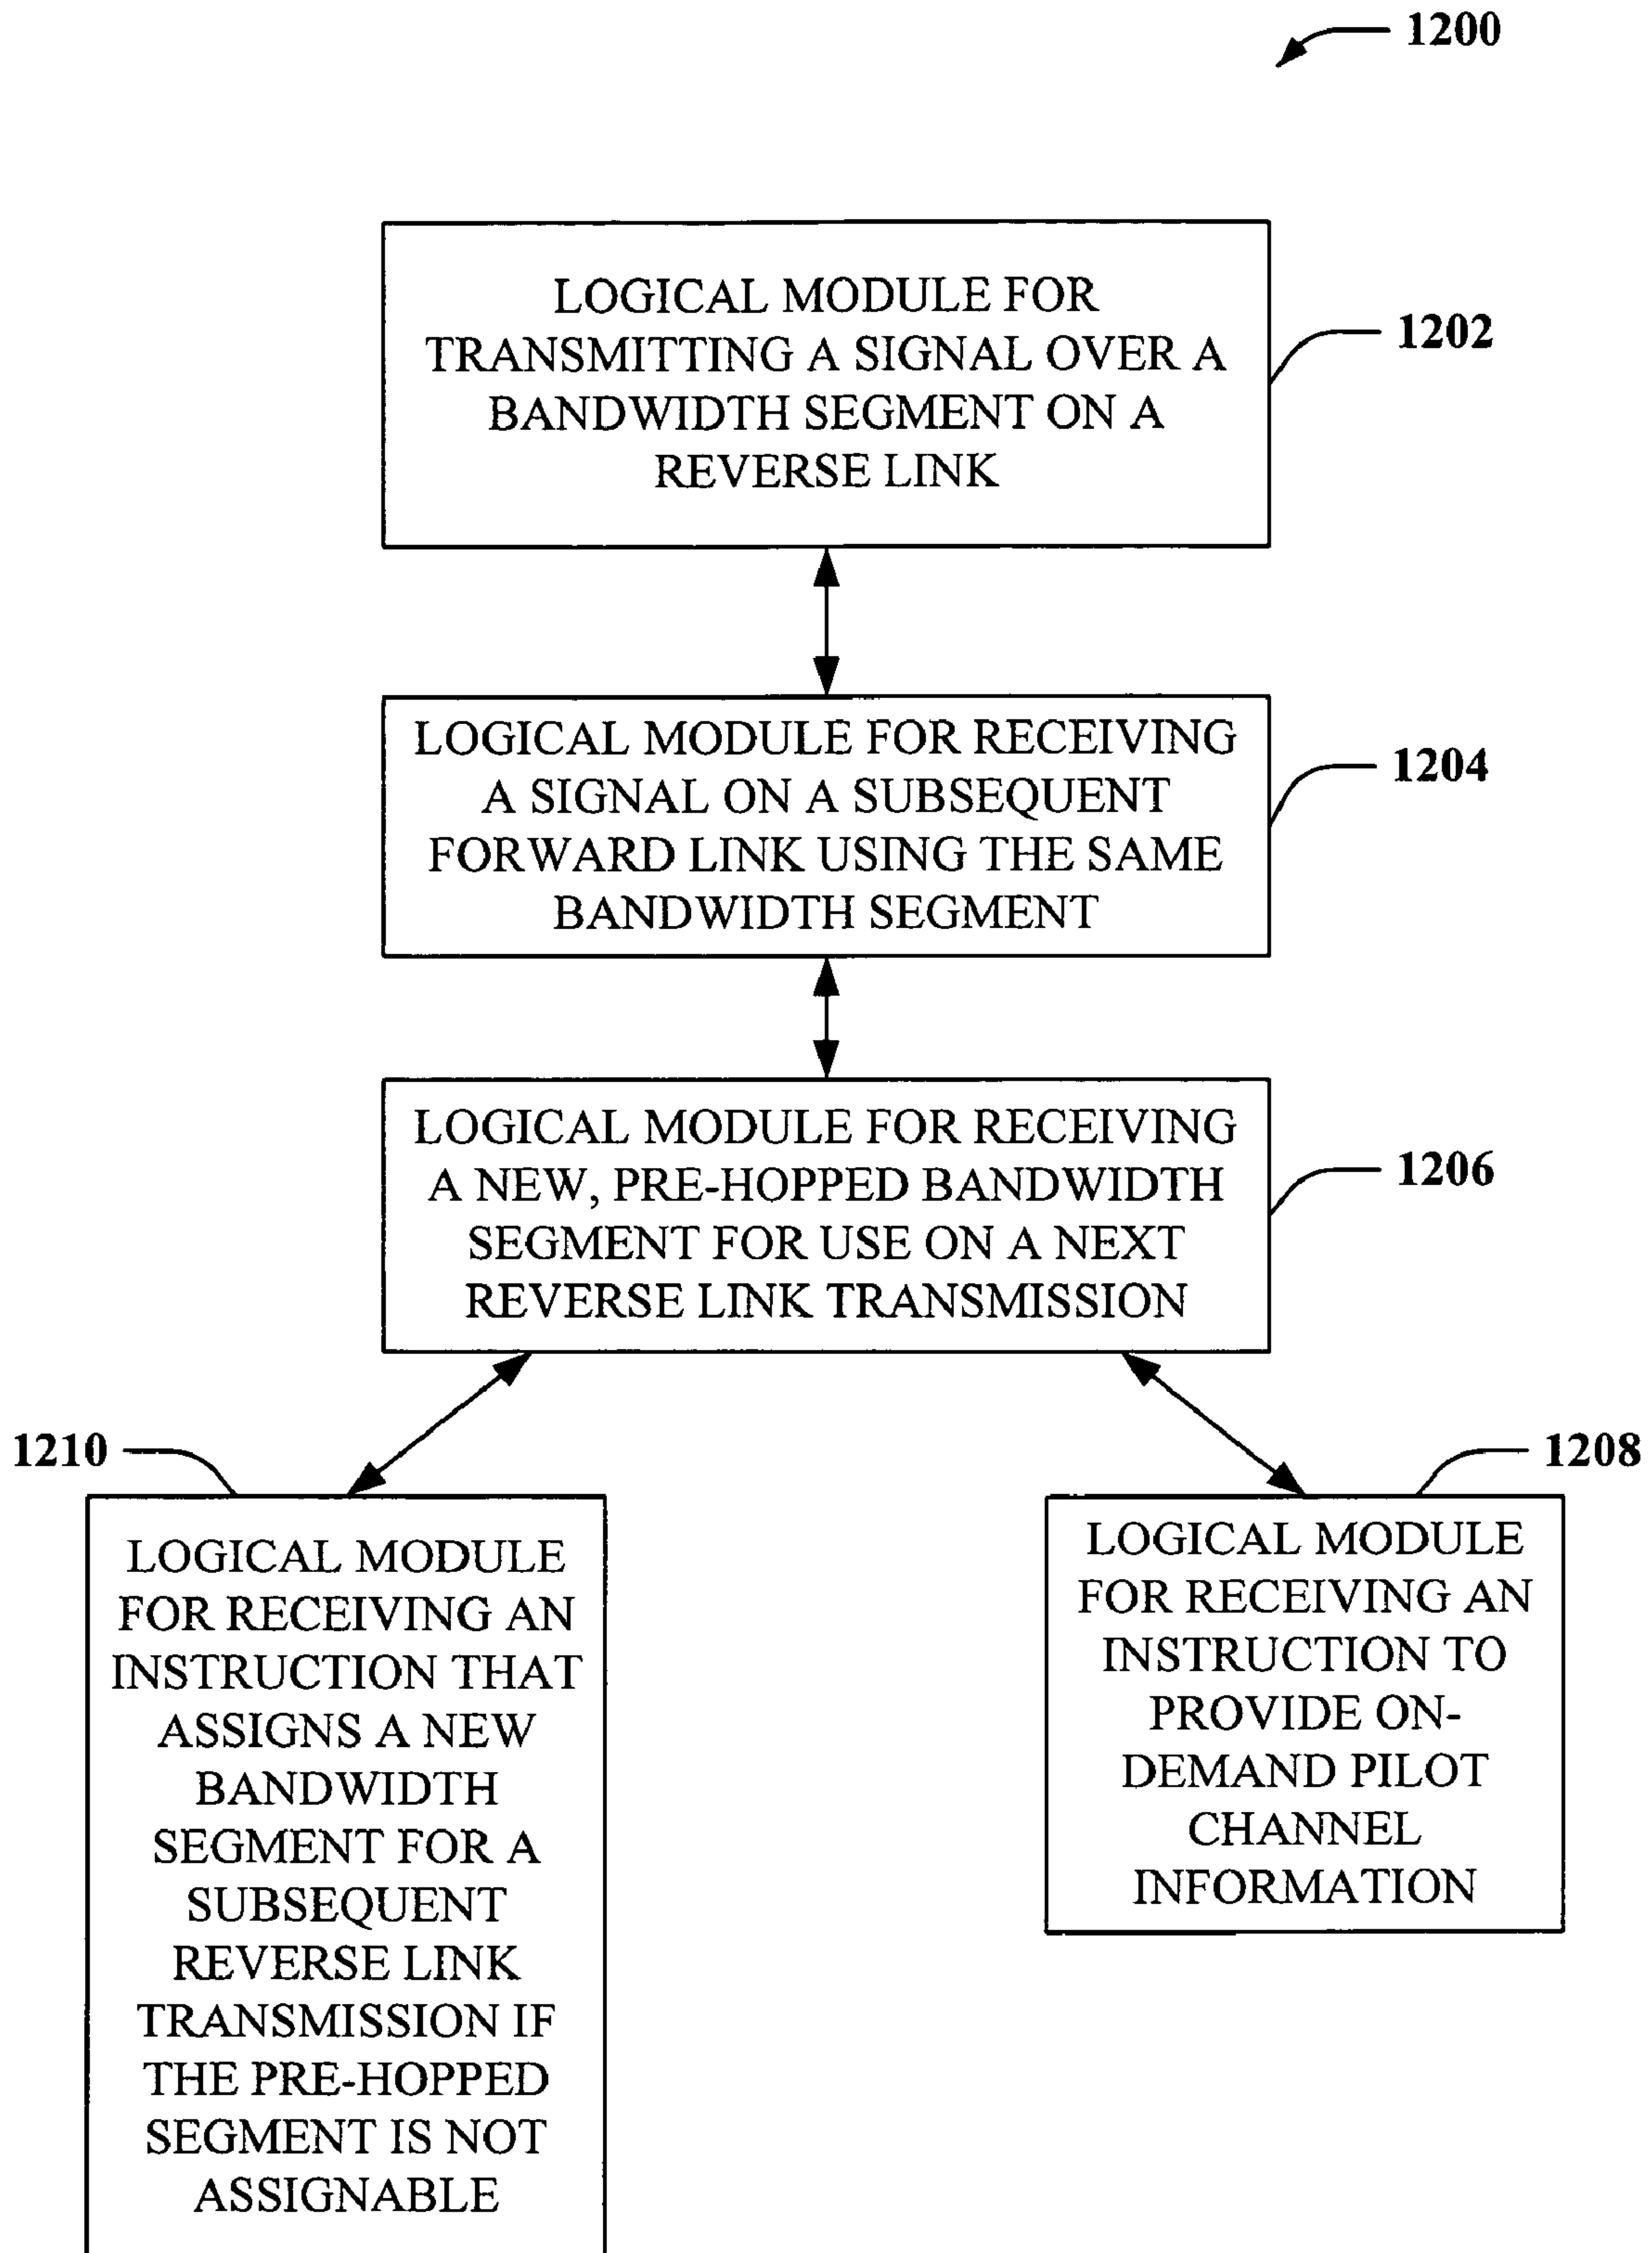 1200
LOGICAL MODULE FOR
TRANSMITTING A SIGNAL OVER A
BANDWIDTH SEGMENT ON A
REVERSE LINK
1202
LOGICAL MODULE FOR RECEIVING
A SIGNAL ON A SUBSEQUENT
FORWARD LINK USING THE SAME
BANDWIDTH SEGMENT
1204
LOGICAL MODULE FOR RECEIVING
A NEW, PRE-HOPPED BANDWIDTH
SEGMENT FOR USE ON A NEXT
REVERSE LINK TRANSMISSION
1206
1210
LOGICAL MODULE
FOR RECEIVING AN
INSTRUCTION THAT
ASSIGNS A NEW
BANDWIDTH
SEGMENT FOR A
SUBSEQUENT
REVERSE LINK
TRANSMISSION IF
THE PRE-HOPPED
SEGMENT IS NOT
ASSIGNABLE
1208
LOGICAL MODULE
FOR RECEIVING AN
INSTRUCTION TO
PROVIDE ON-
DEMAND PILOT
CHANNEL
INFORMATION